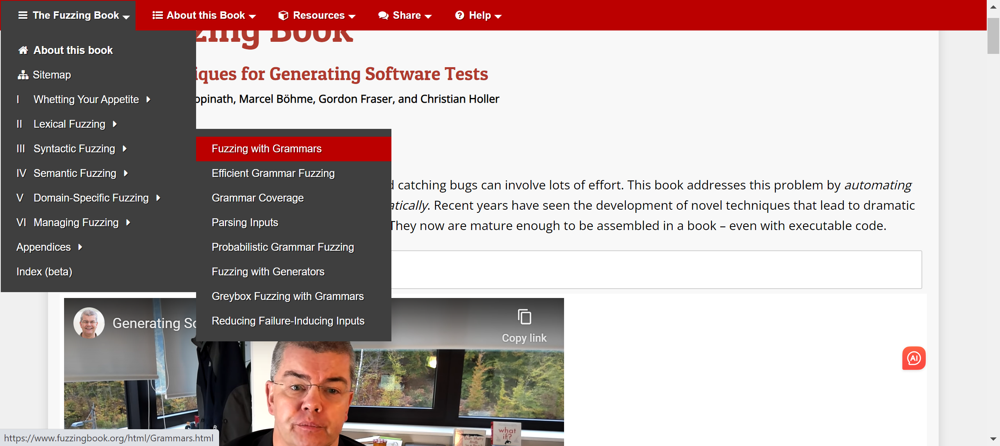 The Fuzzing Book
About this Book
Resources
Share
Help
zing Book
About this book
Sitemap
iques for Generating Software Tests
I Whetting Your Appetite
opinath, Marcel Böhme, Gordon Fraser, and Christian Holler
II Lexical Fuzzing
III Syntactic Fuzzing
IV Semantic Fuzzing
V Domain-Specific Fuzzing
VI Managing Fuzzing
Appendices
Index (beta)
Fuzzing with Grammars
Efficient Grammar Fuzzing
Grammar Coverage
Parsing Inputs
Probabilistic Grammar Fuzzing
Fuzzing with Generators
Greybox Fuzzing with Grammars
Reducing Failure-Inducing Inputs
d catching bugs can involve lots of effort. This book addresses this problem by automating
atically. Recent years have seen the development of novel techniques that lead to dramatic
They now are mature enough to be assembled in a book – even with executable code.
Generating So
Copy link
AI
what
if?
How Many
https://www.fuzzingbook.org/html/Grammars.html